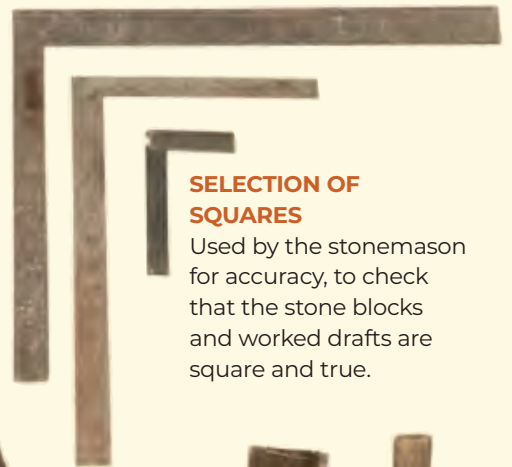 SELECTION OF
SQUARES
Used by the stonemason
for accuracy, to check
that the stone blocks
and worked drafts are
square and true.